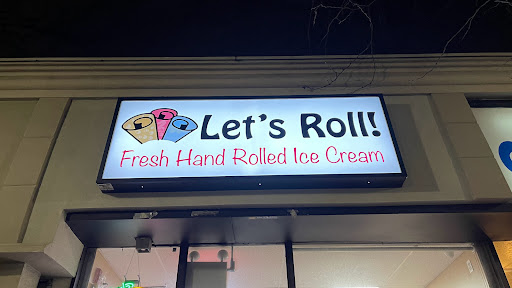 Let's Roll!
Fresh Hand Rolled Ice Cream